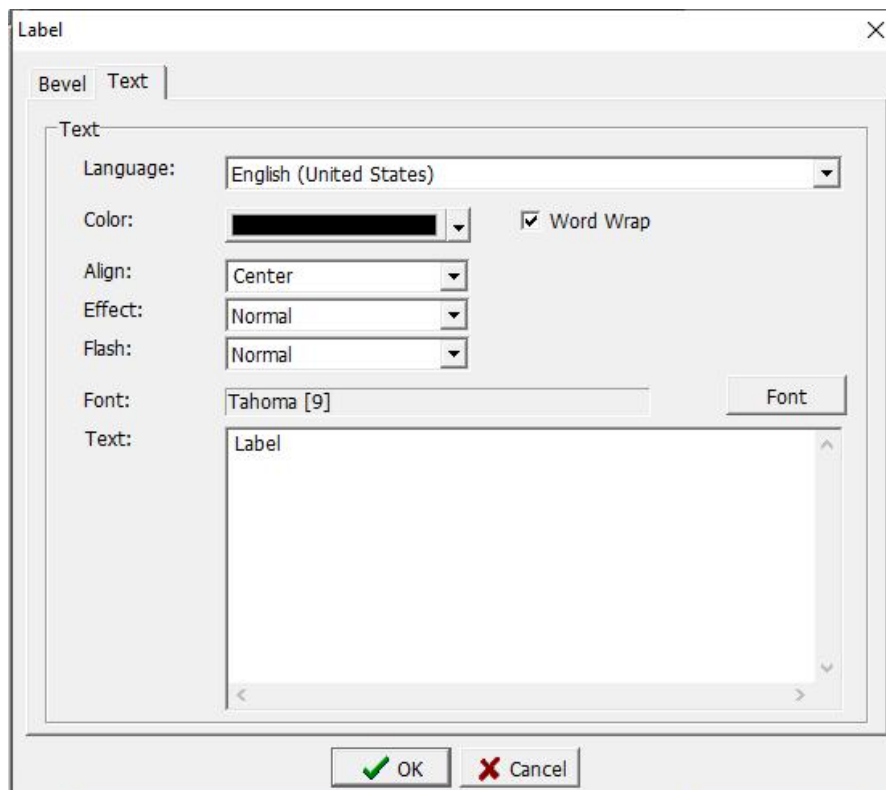 Label
Bevel Text
Text
Language: English (United States)
Color: Word Wrap
Align: Center
Effect: Normal
Flash: Normal
Font: Tahoma [9] Font
Text: Label
OK Cancel